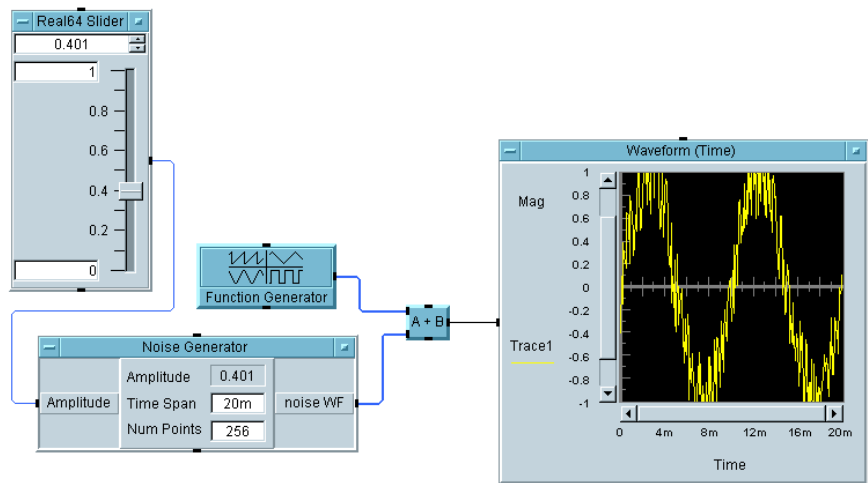 Real64 Slider
0.401
1
0.8
0.6
0.4
0.2
0
Function Generator
A + B
Noise Generator
Amplitude
Amplitude 0.401
Time Span 20m
Num Points 256
noise WF
Waveform (Time)
Mag
Trace1
1
0.8
0.6
0.4
0.2
0
-0.2
-0.4
-0.6
-0.8
-1
0 4m 8m 12m 16m 20m
Time